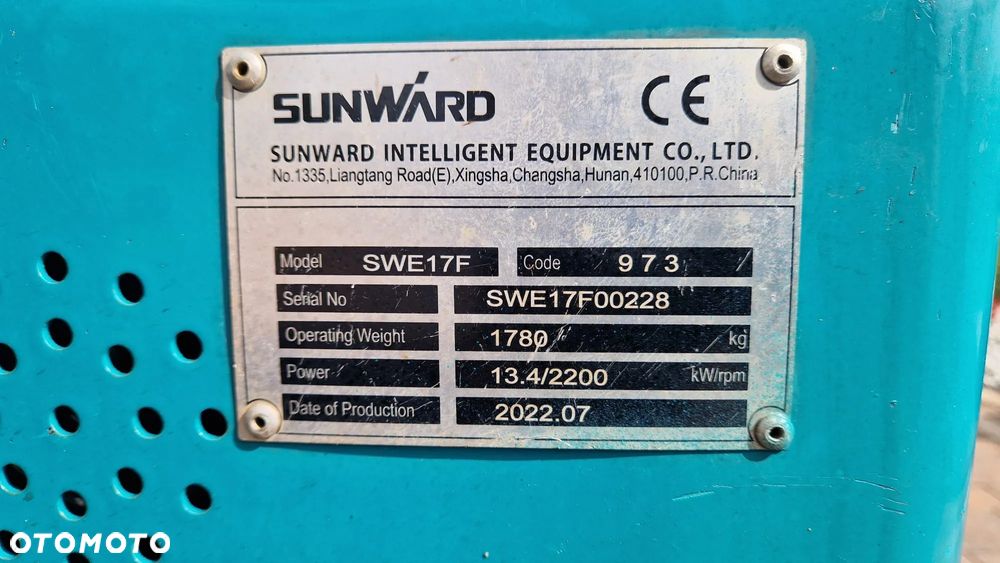 SUNWARD CE
SUNWARD INTELLIGENT EQUIPMENT CO., LTD.
No.1335,Liangtang Road(E),Xingsha,Changsha,Hunan,410100,P.R.China
Model SWE17F Code 973
Serial No SWE17F00228
Operating Weight 1780 kg
Power 13.4/2200 kW/rpm
Date of Production 2022.07
OTOMOTO